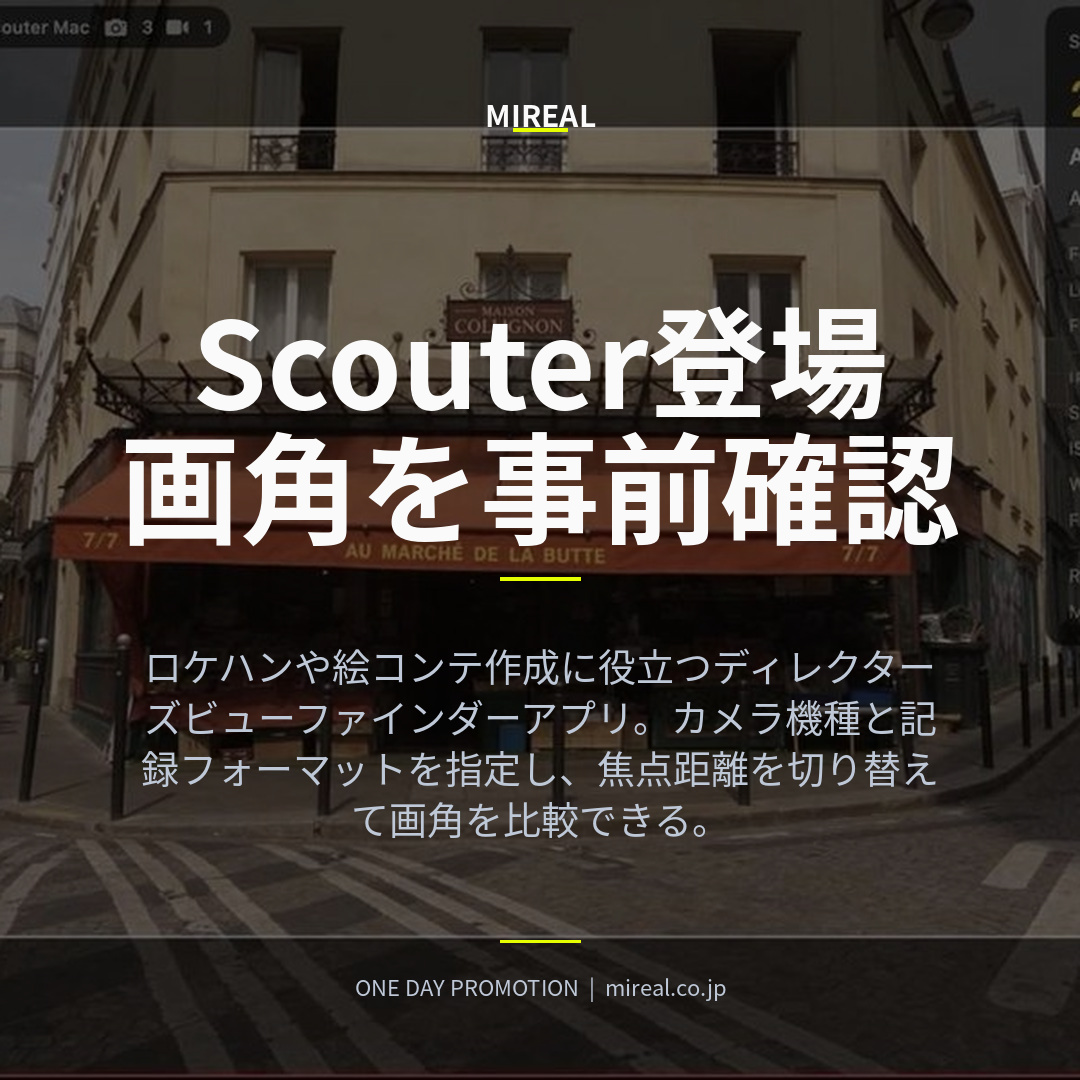 outer Mac 3 1
MIREAL
MAISON
COLLIGNON
Scouter登場
画角を事前確認
7/7 AU MARCHÉ DE LA BUTTE 7/7
ロケハンや絵コンテ作成に役立つディレクター
ズビューファインダーアプリ。カメラ機種と記
録フォーマットを指定し、焦点距離を切り替え
て画角を比較できる。
ONE DAY PROMOTION | mireal.co.jp